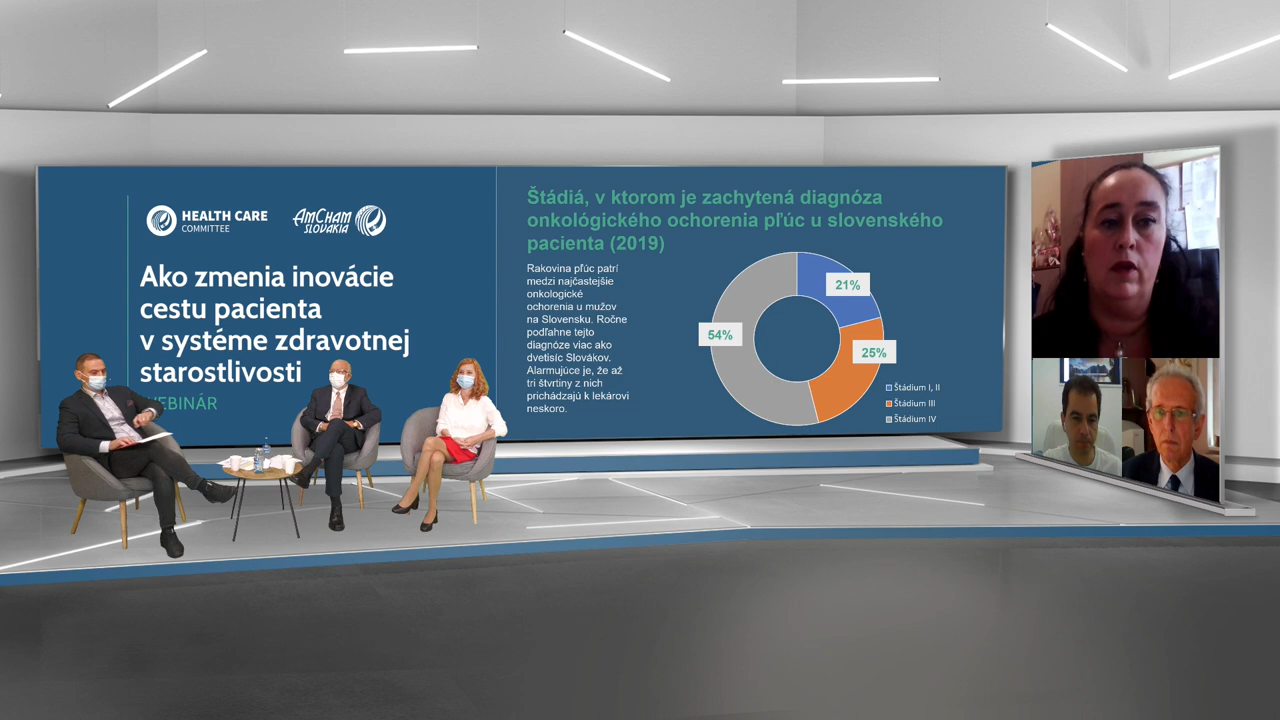 HEALTH CARE
COMMITTEE
AMCHAM
SLOVAKIA
Ako zmenia inovácie
cestu pacienta
v systéme zdravotnej
starostlivosti
WEBINÁR
Štádiá, v ktorom je zachytená diagnóza
onkológického ochorenia pľúc u slovenského
pacienta (2019)
Rakovina pľúc patrí
medzi najčastejšie
onkologické
ochorenia u mužov
na Slovensku. Ročne
podľahne tejto
diagnóze viac ako
dvetisíc Slovákov.
Alarmujúce je, že až
tri štvrtiny z nich
prichádzajú k lekárovi
neskoro.
21%
54%
25%
Štádium I, II
Štádium III
Štádium IV